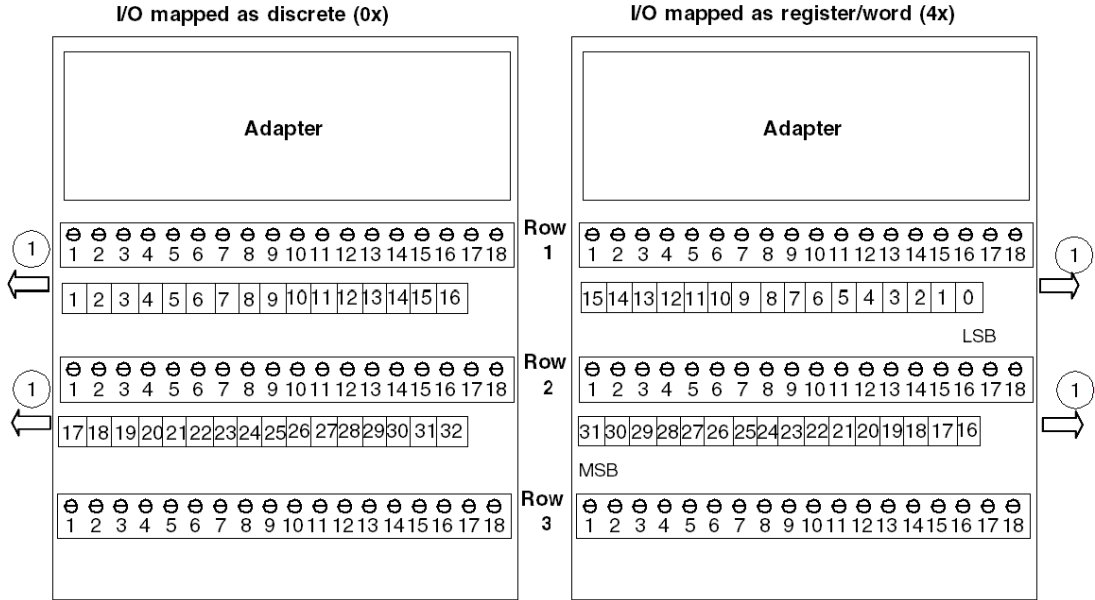 I/O mapped as discrete (0x)
I/O mapped as register/word (4x)
Adapter
Adapter
1
Row
1
1
1 2 3 4 5 6 7 8 9 10 11 12 13 14 15 16 17 18
1 2 3 4 5 6 7 8 9 10 11 12 13 14 15 16 17 18
1 2 3 4 5 6 7 8 9 10 11 12 13 14 15 16
15 14 13 12 11 10 9 8 7 6 5 4 3 2 1 0
LSB
1
Row
2
1
1 2 3 4 5 6 7 8 9 10 11 12 13 14 15 16 17 18
1 2 3 4 5 6 7 8 9 10 11 12 13 14 15 16 17 18
17 18 19 20 21 22 23 24 25 26 27 28 29 30 31 32
31 30 29 28 27 26 25 24 23 22 21 20 19 18 17 16
MSB
Row
3
1 2 3 4 5 6 7 8 9 10 11 12 13 14 15 16 17 18
1 2 3 4 5 6 7 8 9 10 11 12 13 14 15 16 17 18